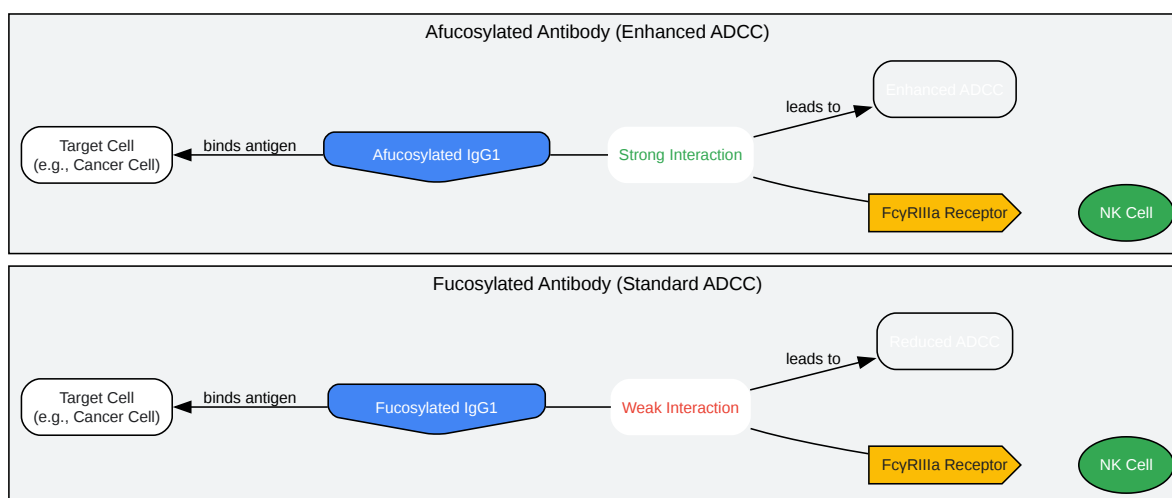 Afucosylated Antibody (Enhanced ADCC)
Enhanced ADCC
leads to
Target Cell
(e.g., Cancer Cell)
binds antigen
Afucosylated IgG1
Strong Interaction
FcγRIIIa Receptor
NK Cell
Fucosylated Antibody (Standard ADCC)
Reduced ADCC
leads to
Target Cell
(e.g., Cancer Cell)
binds antigen
Fucosylated IgG1
Weak Interaction
FcγRIIIa Receptor
NK Cell